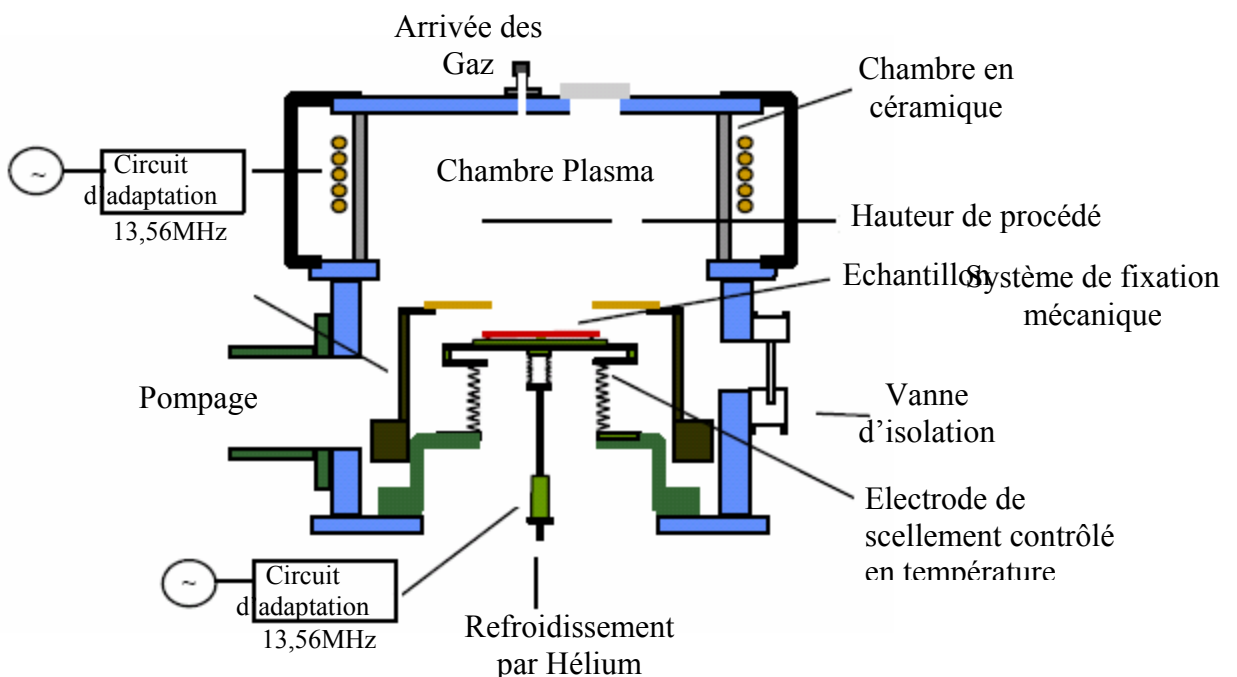 Arrivée des
Gaz
Chambre en
céramique
Chambre Plasma
~
Circuit
d'adaptation
13,56MHz
Hauteur de procédé
Echantillon
Système de fixation
mécanique
Pompage
Vanne
d'isolation
Electrode de
scellement contrôlé
en température
~
Circuit
d'adaptation
13,56MHz
Refroidissement
par Hélium